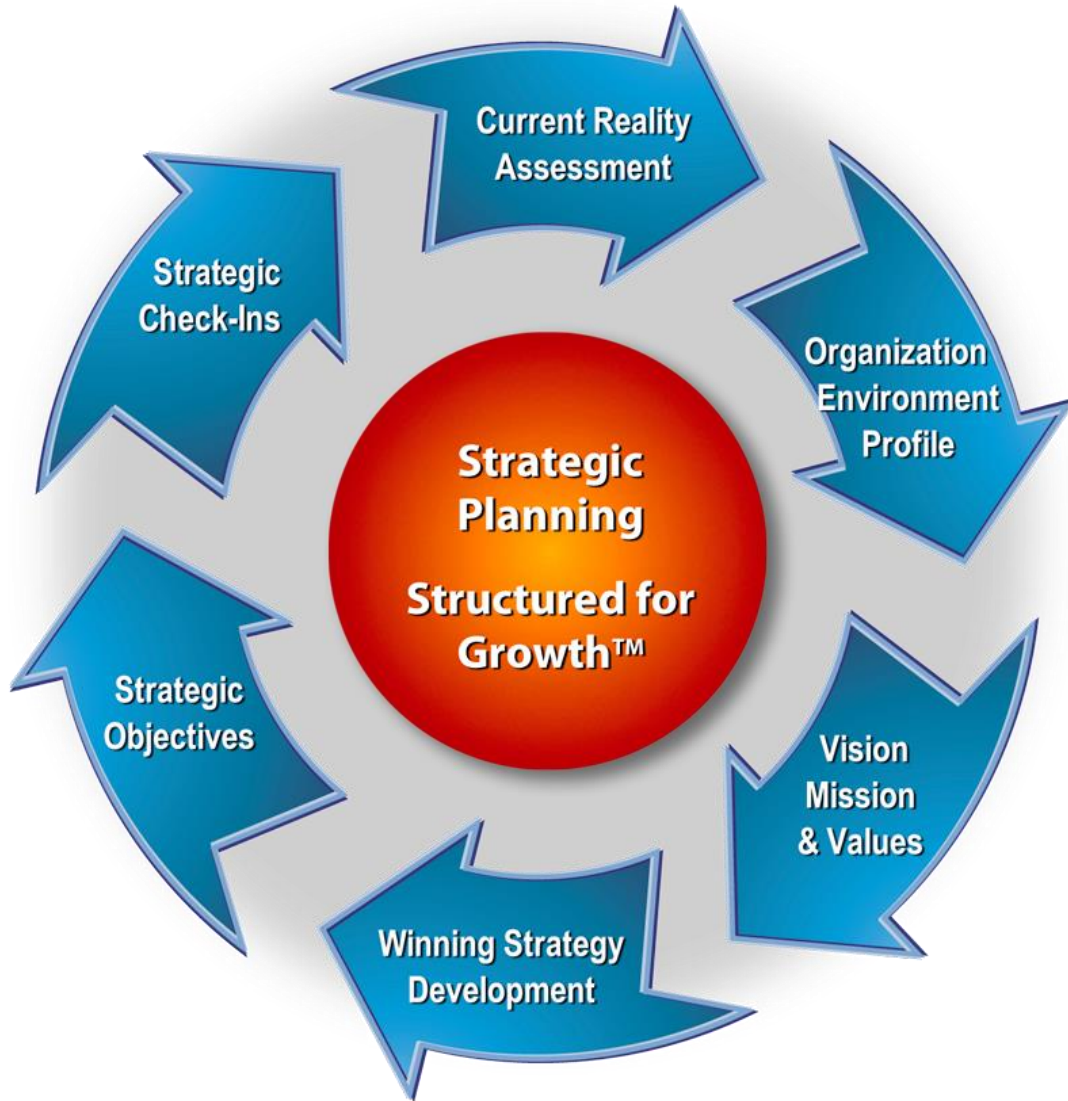 Current Reality
Assessment
Organization
Environment
Profile
Vision
Mission
& Values
Winning Strategy
Development
Strategic
Objectives
Strategic
Check-Ins
Strategic
Planning
Structured for
Growth™